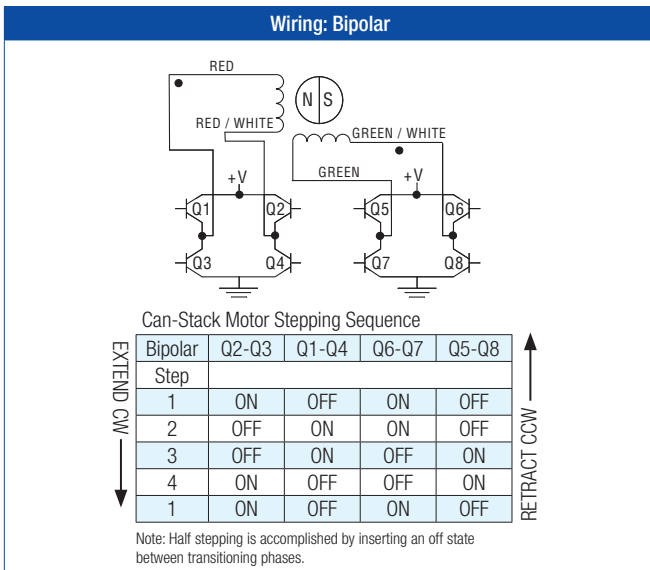 Wiring: Bipolar
RED
N S
RED / WHITE
GREEN / WHITE
GREEN
+V
+V
Q1 Q2 Q5 Q6
Q3 Q4 Q7 Q8
Can-Stack Motor Stepping Sequence
EXTEND CW
Bipolar Q2-Q3 Q1-Q4 Q6-Q7 Q5-Q8
Step
1 ON OFF ON OFF
2 OFF ON ON OFF
3 OFF ON OFF ON
4 ON OFF OFF ON
1 ON OFF ON OFF
RETRACT CCW
Note: Half stepping is accomplished by inserting an off state
between transitioning phases.